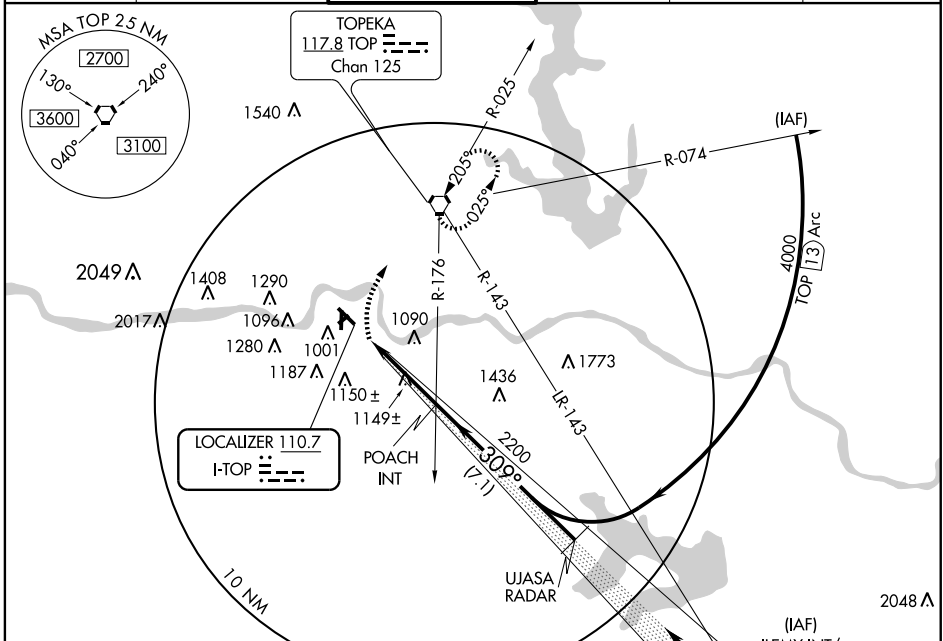 MSA TOP 25 NM
2700
130°
240°
3600
040°
3100
TOPEKA
117.8 TOP
Chan 125
1540
R-025
(IAF)
R-074
205°
025°
4000
TOP 13 Arc
R-176
R-143
2049
1408
1290
2017
1096
1090
1280
1001
1773
1187
1436
1150 ±
1149±
LR-143
LOCALIZER 110.7
I-TOP
POACH
INT
2200
309°
(7.1)
UJASA
RADAR
10 NM
2048
(IAF)